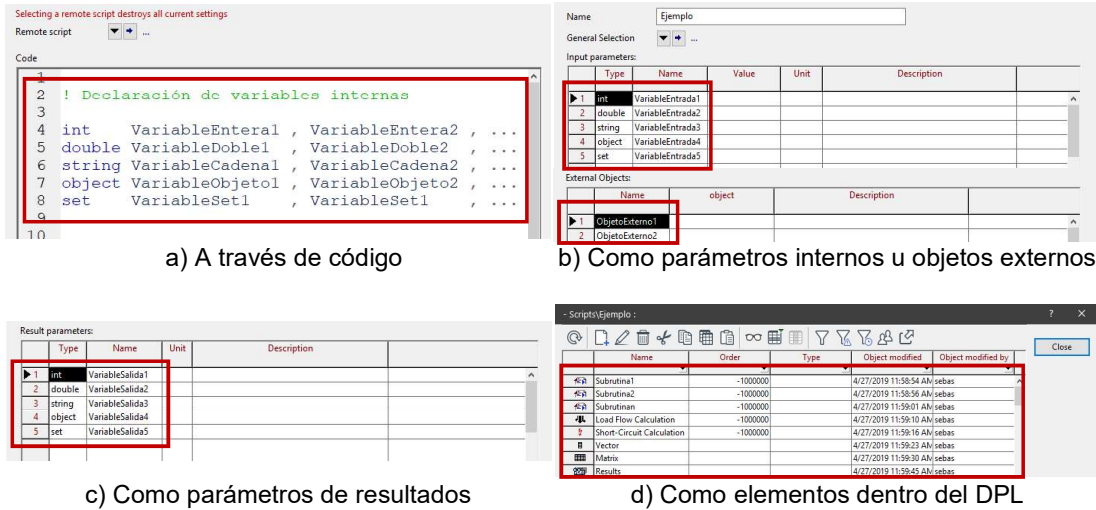 Selecting a remote script destroys all current settings
Remote script ...
Code
1
2 ! Declaración de variables internas
3
4 int VariableEntera1 , VariableEntera2 , ...
5 double VariableDoble1 , VariableDoble2 , ...
6 string VariableCadena1 , VariableCadena2 , ...
7 object VariableObjeto1 , VariableObjeto2 , ...
8 set VariableSet1 , VariableSet1 , ...
9
10
a) A través de código
Name Ejemplo
General Selection ...
Input parameters:
Type Name Value Unit Description
1 int VariableEntrada1
2 double VariableEntrada2
3 string VariableEntrada3
4 object VariableEntrada4
5 set VariableEntrada5
External Objects:
Name object Description
1 ObjetoExterno1
2 ObjetoExterno2
b) Como parámetros internos u objetos externos
Result parameters:
Type Name Unit Description
1 int VariableSalida1
2 double VariableSalida2
3 string VariableSalida3
4 object VariableSalida4
5 set VariableSalida5
c) Como parámetros de resultados
- Scripts\Ejemplo : ? ×
Close
Name Order Type Object modified Object modified by
Subrutina1 -1000000 4/27/2019 11:58:54 AM sebas
Subrutina2 -1000000 4/27/2019 11:58:56 AM sebas
Subrutinan -1000000 4/27/2019 11:59:01 AM sebas
Load Flow Calculation -1000000 4/27/2019 11:59:10 AM sebas
Short-Circuit Calculation -1000000 4/27/2019 11:59:16 AM sebas
Vector 4/27/2019 11:59:23 AM sebas
Matrix 4/27/2019 11:59:30 AM sebas
Results 4/27/2019 11:59:45 AM sebas
d) Como elementos dentro del DPL